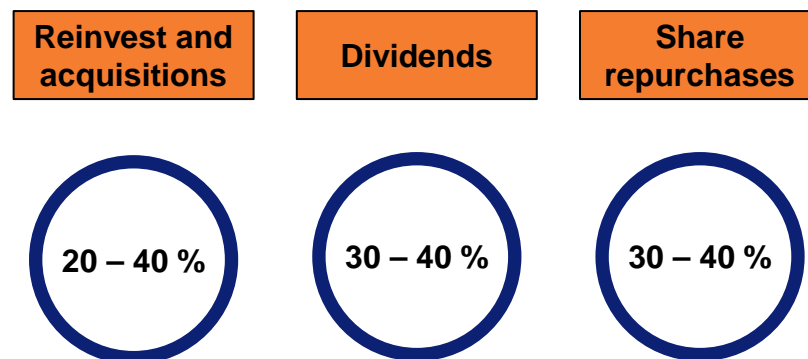 Reinvest and
acquisitions
Dividends
Share
repurchases
20 – 40 %
30 – 40 %
30 – 40 %